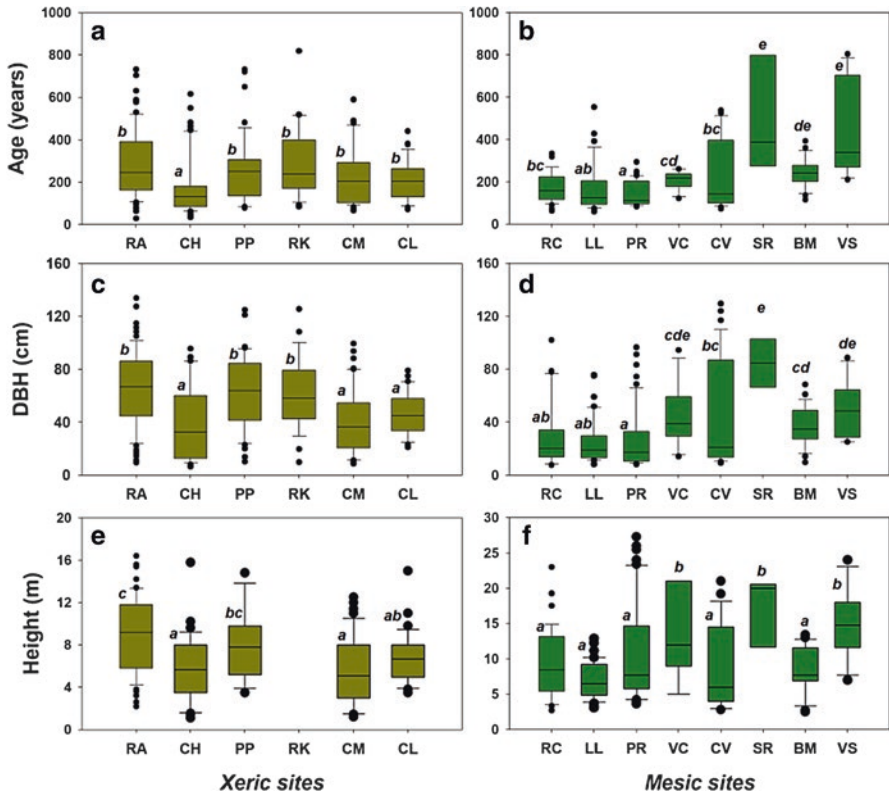 a
b
Age (years)
1000
800
600
400
200
0
b
a
b
b
b
b
RA
CH
PP
RK
CM
CL
1000
800
600
400
200
0
bc
ab
a
cd
bc
e
de
e
RC
LL
PR
VC
CV
SR
BM
VS
c
d
DBH (cm)
160
120
80
40
0
b
a
b
b
a
a
RA
CH
PP
RK
CM
CL
160
120
80
40
0
ab
ab
a
cde
bc
e
cd
de
RC
LL
PR
VC
CV
SR
BM
VS
e
f
Height (m)
20
16
12
8
4
0
c
a
bc
a
ab
RA
CH
PP
RK
CM
CL
30
25
20
15
10
5
0
a
a
a
b
a
b
a
b
RC
LL
PR
VC
CV
SR
BM
VS
Xeric sites
Mesic sites